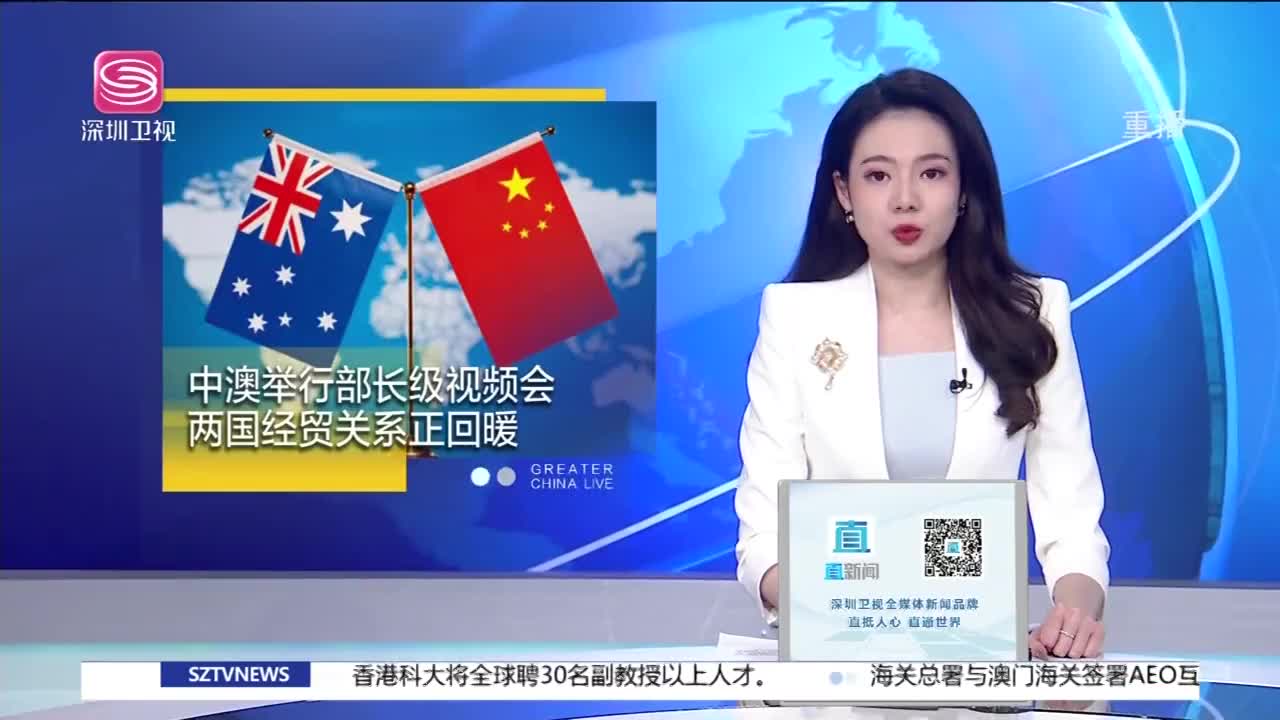 深圳卫视
重播
中澳举行部长级视频会
两国经贸关系正回暖
GREATER
CHINA LIVE
直
直新闻
深圳卫视全媒体新闻品牌
直抵人心 直通世界
SZTVNEWS
香港科大将全球聘30名副教授以上人才。
海关总署与澳门海关签署AEO互